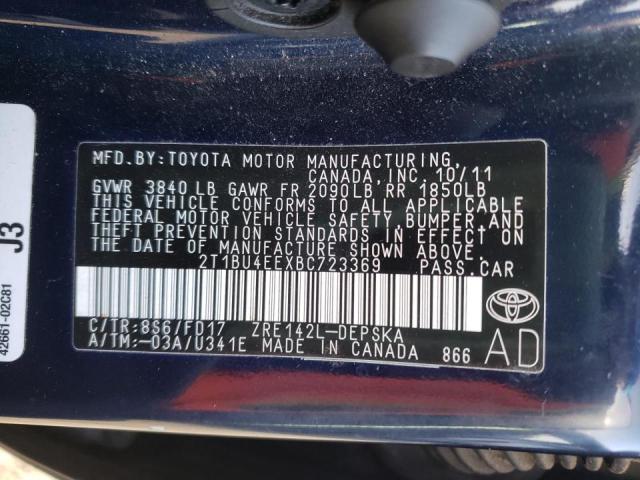 MFD.BY:TOYOTA MOTOR MANUFACTURING,
CANADA, INC. 10/11
GVWR 3840 LB GAWR FR 2090LB RR 1850LB
THIS VEHICLE CONFORMS TO ALL APPLICABLE
FEDERAL MOTOR VEHICLE SAFETY, BUMPER AND
THEFT PREVENTION STANDARDS IN EFFECT ON
THE DATE OF MANUFACTURE SHOWN ABOVE.
2T1BU4EEXBC723369 PASS.CAR
C/TR:8S6/FD17 ZRE142L-DEPSKA
A/TM:-03A/U341E MADE IN CANADA 866
AD
J3
42661-02C81